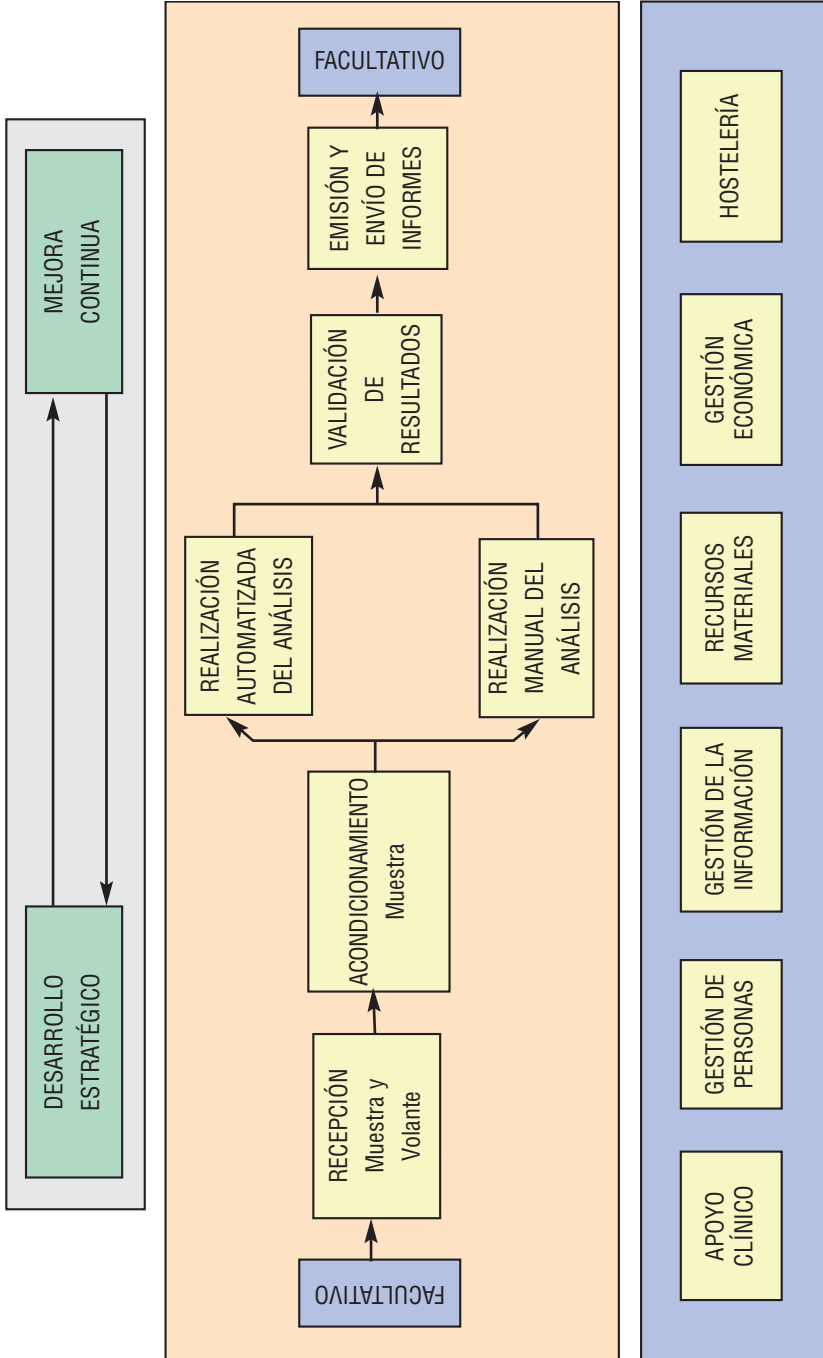 DESARROLLO
ESTRATÉGICO
MEJORA
CONTINUA
FACULTATIVO
RECEPCIÓN
Muestra y
Volante
ACONDICIONAMIENTO
Muestra
REALIZACIÓN
AUTOMATIZADA
DEL ANÁLISIS
REALIZACIÓN
MANUAL DEL
ANÁLISIS
VALIDACIÓN
DE
RESULTADOS
EMISIÓN Y
ENVÍO DE
INFORMES
FACULTATIVO
APOYO
CLÍNICO
GESTIÓN DE
PERSONAS
GESTIÓN DE LA
INFORMACIÓN
RECURSOS
MATERIALES
GESTIÓN
ECONÓMICA
HOSTELERÍA